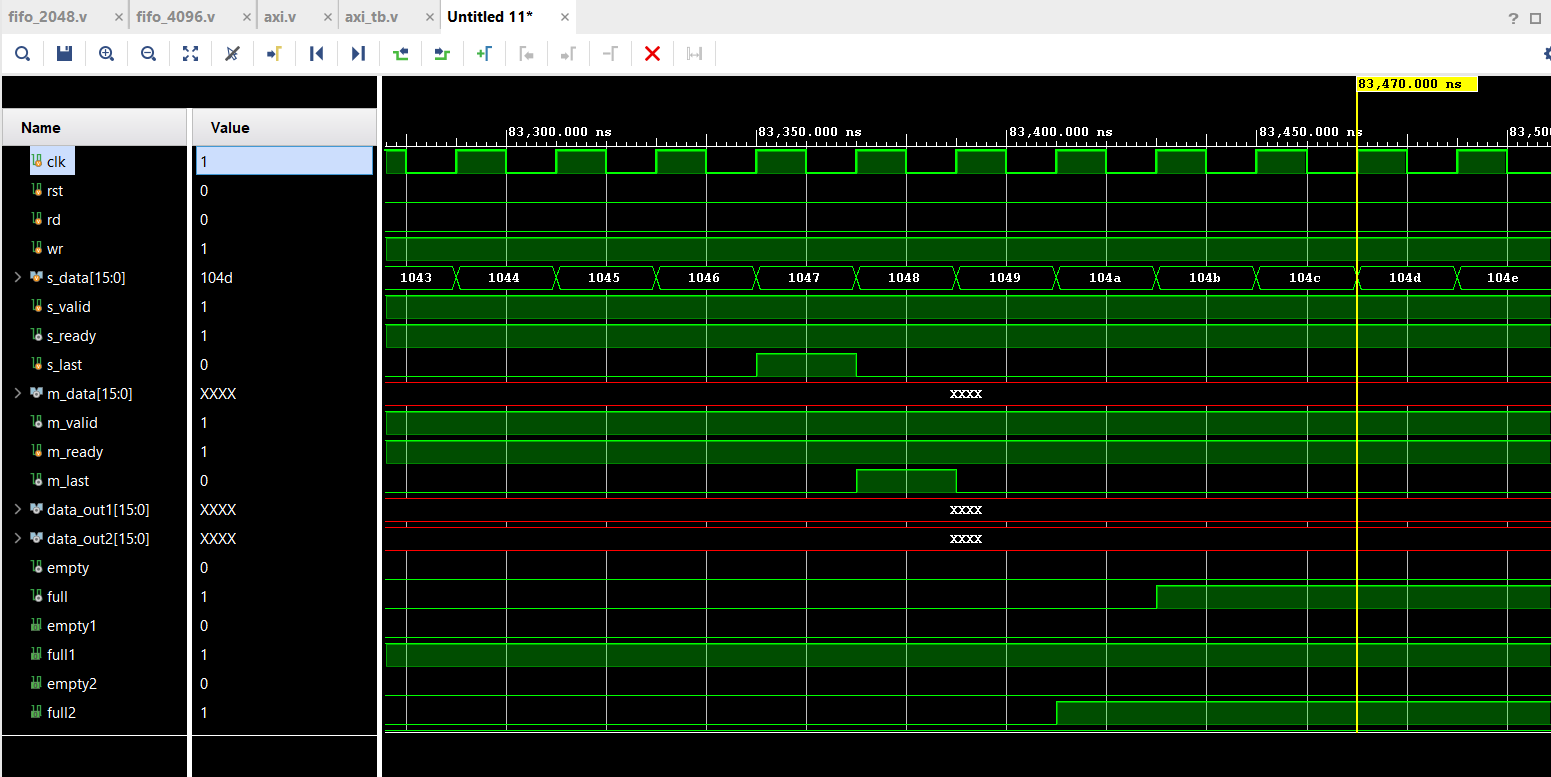 fifo_2048.v × fifo_4096.v × axi.v × axi_tb.v × Untitled 11* ×
?
83,470.000 ns
Name Value
83,300.000 ns 83,350.000 ns 83,400.000 ns 83,450.000 ns 83,500
clk 1
rst 0
rd 0
wr 1
s_data[15:0] 104d 1043 1044 1045 1046 1047 1048 1049 104a 104b 104c 104d 104e
s_valid 1
s_ready 1
s_last 0
m_data[15:0] XXXX XXXX
m_valid 1
m_ready 1
m_last 0
data_out1[15:0] XXXX XXXX
data_out2[15:0] XXXX XXXX
empty 0
full 1
empty1 0
full1 1
empty2 0
full2 1